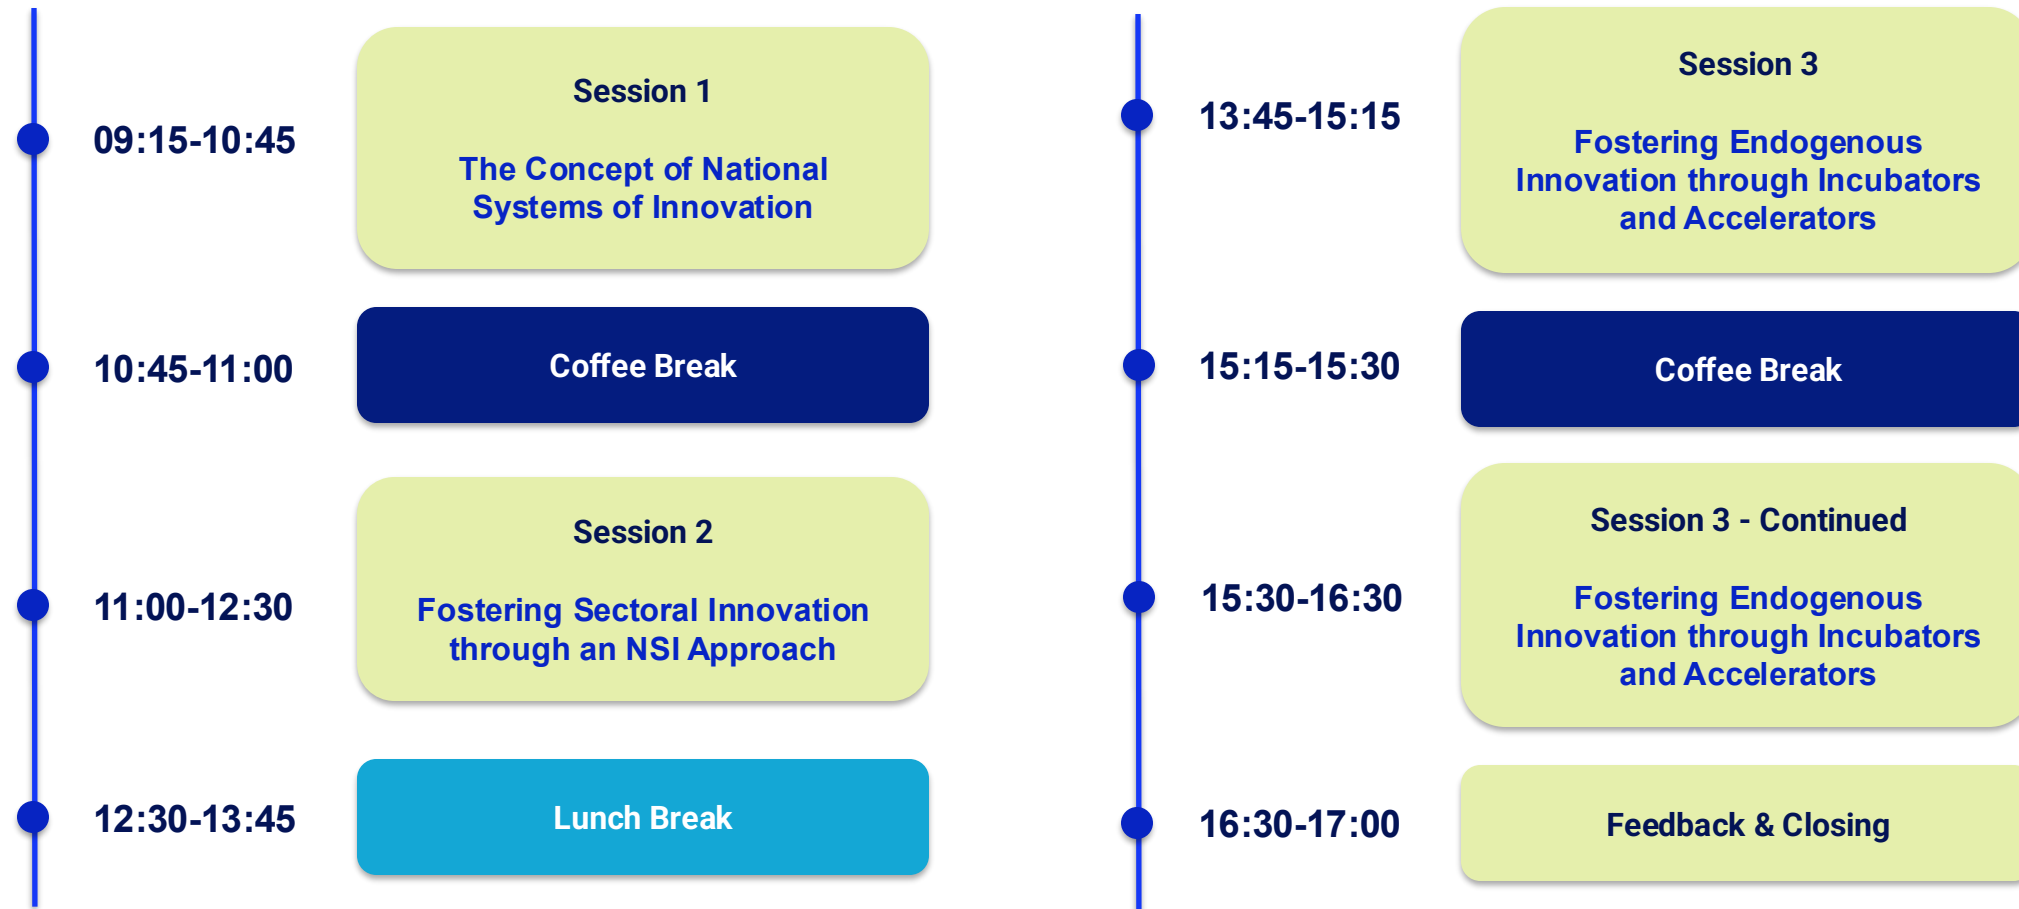 09:15-10:45
Session 1
The Concept of National
Systems of Innovation
10:45-11:00
Coffee Break
11:00-12:30
Session 2
Fostering Sectoral Innovation
through an NSI Approach
12:30-13:45
Lunch Break
13:45-15:15
Session 3
Fostering Endogenous
Innovation through Incubators
and Accelerators
15:15-15:30
Coffee Break
15:30-16:30
Session 3 - Continued
Fostering Endogenous
Innovation through Incubators
and Accelerators
16:30-17:00
Feedback & Closing